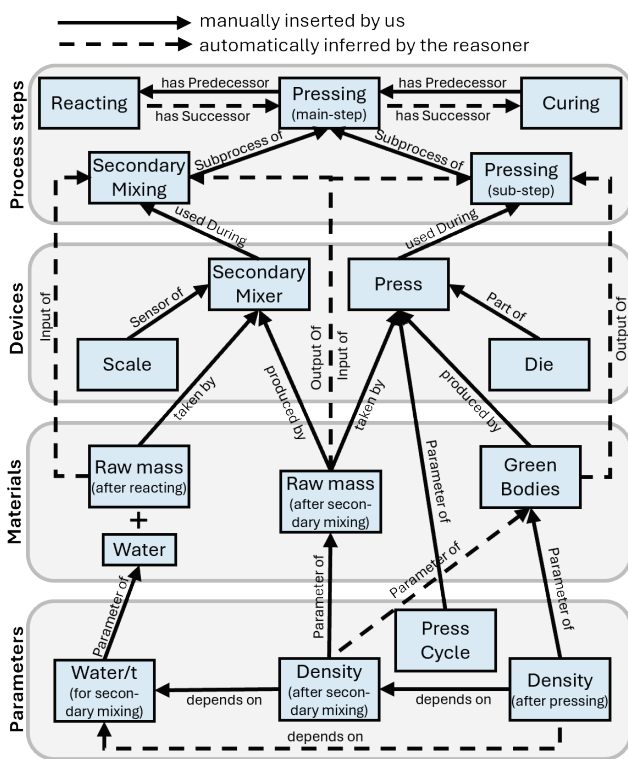 manually inserted by us
automatically inferred by the reasoner
Process steps
Reacting
has Predecessor
has Successor
Pressing
(main-step)
has Predecessor
has Successor
Curing
Subprocess of
Subprocess of
Secondary
Mixing
Pressing
(sub-step)
used During
used During
Devices
Input of
Secondary
Mixer
Press
Output Of
Sensor of
Part of
Scale
Output Of
Input of
Die
taken by
produced by
taken by
produced by
Materials
Raw mass
(after reacting)
+
Water
Raw mass
(after secon-
dary mixing)
Parameter of
Green
Bodies
Parameter of
Parameter of
Parameter of
Parameter of
Parameters
Press
Cycle
Water/t
(for secon-
dary mixing)
depends on
Density
(after secon-
dary mixing)
depends on
Density
(after pressing)
depends on